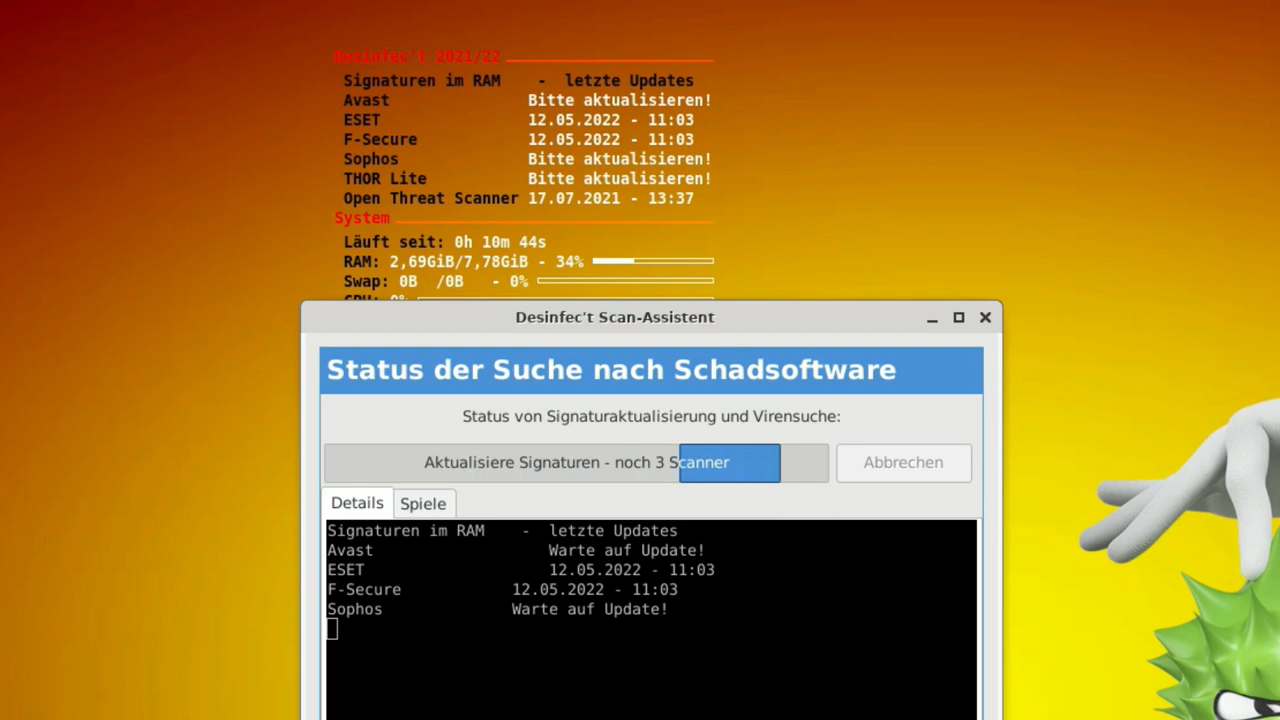 Desinfec't 2021/22
Signaturen im RAM - letzte Updates
Avast Bitte aktualisieren!
ESET 12.05.2022 - 11:03
F-Secure 12.05.2022 - 11:03
Sophos Bitte aktualisieren!
THOR Lite Bitte aktualisieren!
Open Threat Scanner 17.07.2021 - 13:37
System
Läuft seit: 0h 10m 44s
RAM: 2,69GiB/7,78GiB - 34%
Swap: 0B /0B - 0%
CPU: 0%
Desinfec't Scan-Assistent
Status der Suche nach Schadsoftware
Status von Signaturaktualisierung und Virensuche:
Aktualisiere Signaturen - noch 3 Scanner
Abbrechen
Details Spiele
Signaturen im RAM - letzte Updates
Avast Warte auf Update!
ESET 12.05.2022 - 11:03
F-Secure 12.05.2022 - 11:03
Sophos Warte auf Update!